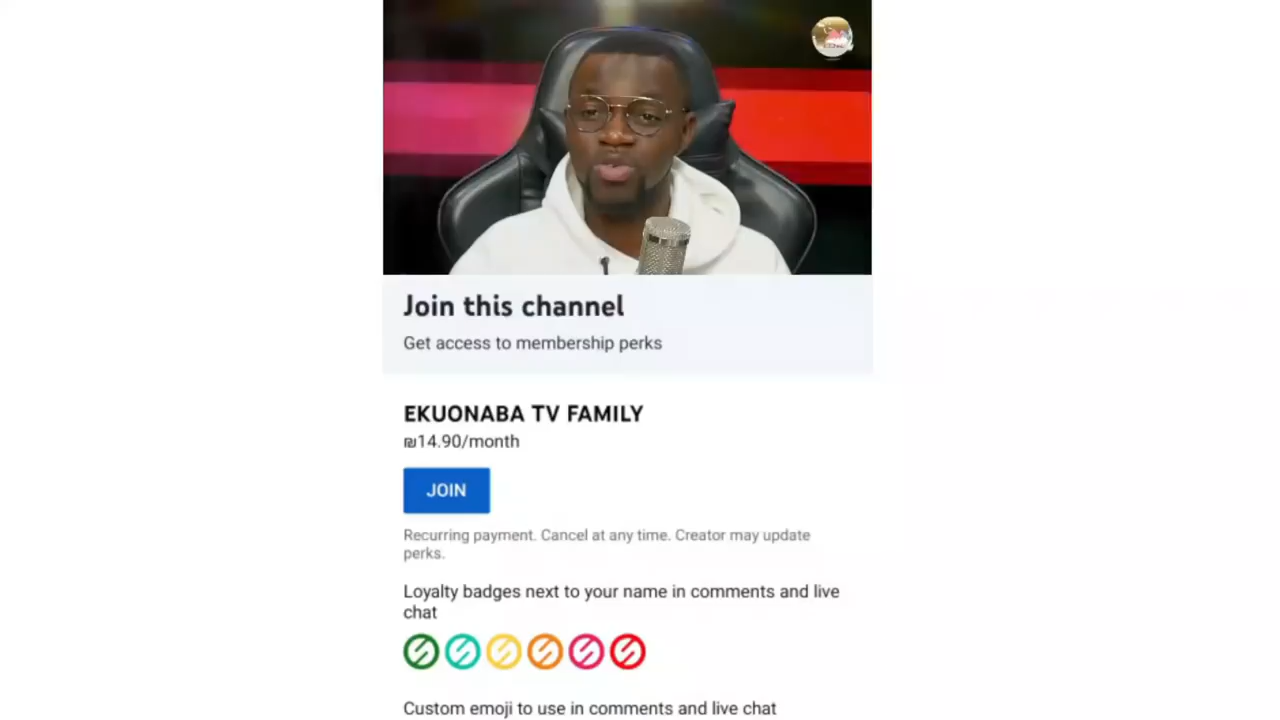 Join this channel
Get access to membership perks
EKUONABA TV FAMILY
₪14.90/month
JOIN
Recurring payment. Cancel at any time. Creator may update
perks.
Loyalty badges next to your name in comments and live
chat
Custom emoji to use in comments and live chat